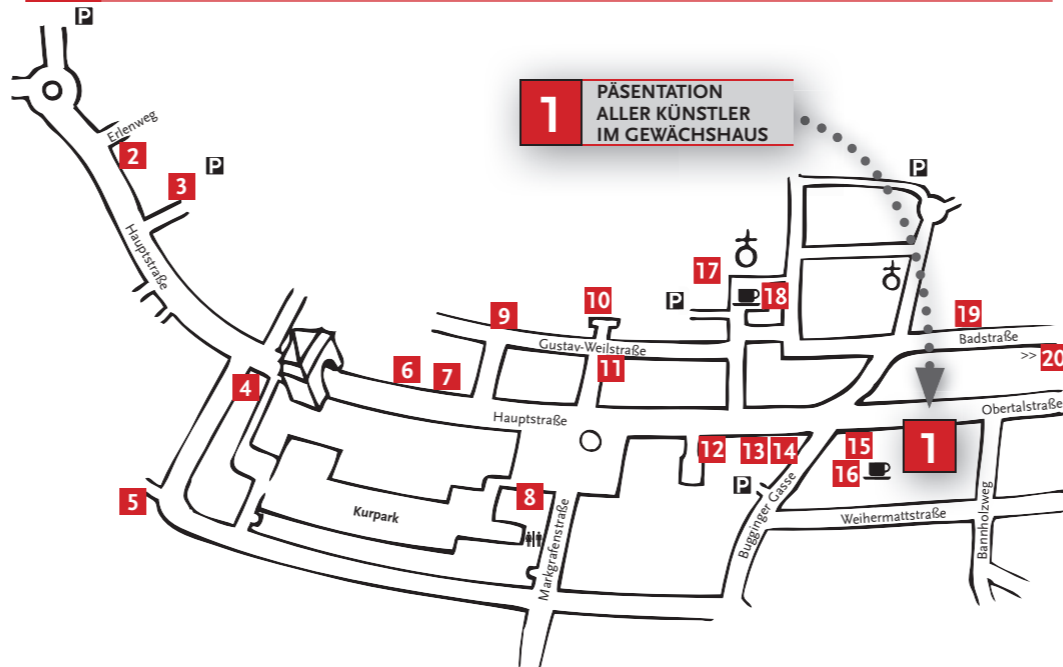 P
1
PÄSENTATION
ALLER KÜNSTLER
IM GEWÄCHSHAUS
Erlenweg
2
P
3
P
Hauptstraße
17
10
P
18
9
19
Gustav-Weilstraße
Badstraße
>> 20
6
7
11
4
Hauptstraße
Obertalstraße
12
13
14
15
1
16
P
8
5
Kurpark
Markgrafenstraße
Bugginger Gasse
Weihermattstraße
Bannholzweg